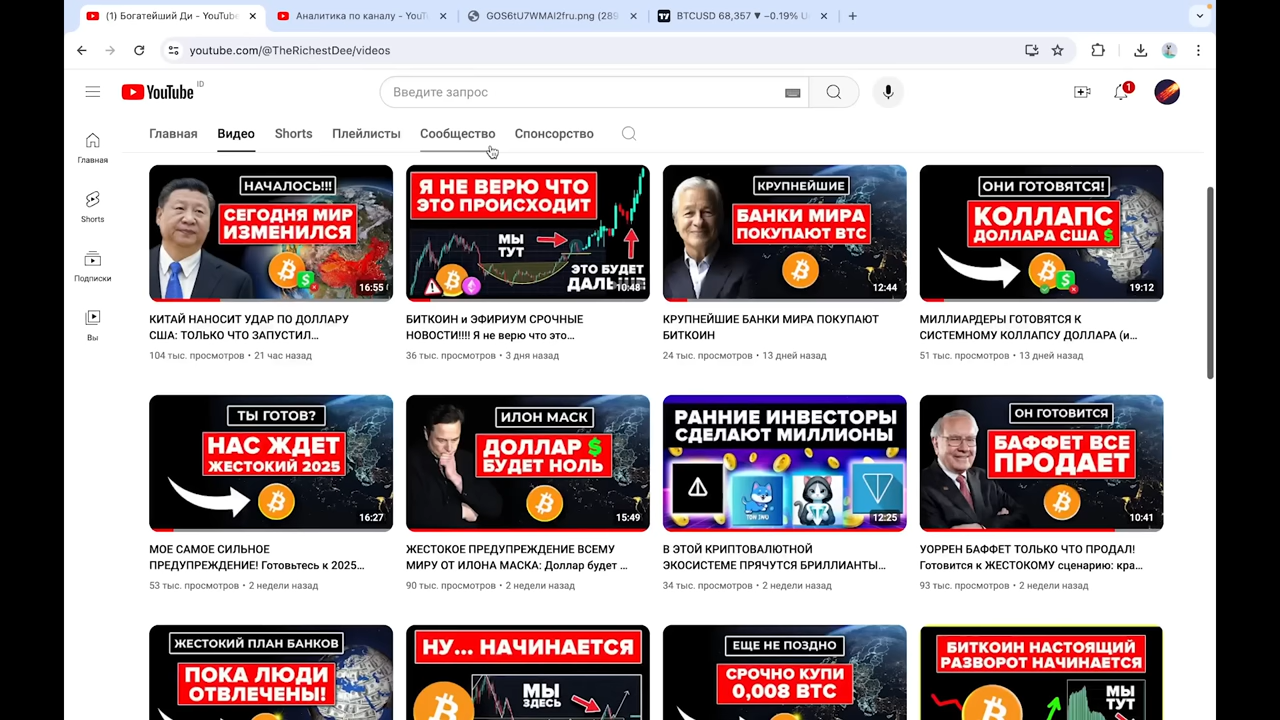 (1) Богатейший Ди - YouTube
Аналитика по каналу - YouTu
GOS6tU7WMAI2fru.png (289
BTCUSD 68,357 ▼ −0.19% U
youtube.com/@TheRichestDee/videos
YouTube ID
Введите запрос
1
Главная
Видео
Shorts
Плейлисты
Сообщество
Спонсорство
Главная
Shorts
Подписки
Вы
НАЧАЛОСЬ!!!
СЕГОДНЯ МИР
ИЗМЕНИЛСЯ
16:55
КИТАЙ НАНОСИТ УДАР ПО ДОЛЛАРУ
США: ТОЛЬКО ЧТО ЗАПУСТИЛ...
104 тыс. просмотров • 21 час назад
Я НЕ ВЕРЮ ЧТО
ЭТО ПРОИСХОДИТ
МЫ
ТУТ
ЭТО БУДЕТ
10:48
БИТКОИН и ЭФИРИУМ СРОЧНЫЕ
НОВОСТИ!!!! Я не верю что это...
36 тыс. просмотров • 3 дня назад
КРУПНЕЙШИЕ
БАНКИ МИРА
ПОКУПАЮТ BTC
12:44
КРУПНЕЙШИЕ БАНКИ МИРА ПОКУПАЮТ
БИТКОИН
24 тыс. просмотров • 13 дней назад
ОНИ ГОТОВЯТСЯ!
КОЛЛАПС
ДОЛЛАРА США $
19:12
МИЛЛИАРДЕРЫ ГОТОВЯТСЯ К
СИСТЕМНОМУ КОЛЛАПСУ ДОЛЛАРА (и...
51 тыс. просмотров • 13 дней назад
ТЫ ГОТОВ?
НАС ЖДЕТ
ЖЕСТОКИЙ 2025
16:27
МОЕ САМОЕ СИЛЬНОЕ
ПРЕДУПРЕЖДЕНИЕ! Готовьтесь к 2025...
53 тыс. просмотров • 2 недели назад
ИЛОН МАСК
ДОЛЛАР $
БУДЕТ НОЛЬ
15:49
ЖЕСТОКОЕ ПРЕДУПРЕЖДЕНИЕ ВСЕМУ
МИРУ ОТ ИЛОНА МАСКА: Доллар будет ...
90 тыс. просмотров • 2 недели назад
РАННИЕ ИНВЕСТОРЫ
СДЕЛАЮТ МИЛЛИОНЫ
12:25
В ЭТОЙ КРИПТОВАЛЮТНОЙ
ЭКОСИСТЕМЕ ПРЯЧУТСЯ БРИЛЛИАНТЫ...
34 тыс. просмотров • 2 недели назад
ОН ГОТОВИТСЯ
БАФФЕТ ВСЕ
ПРОДАЕТ
10:41
УОРРЕН БАФФЕТ ТОЛЬКО ЧТО ПРОДАЛ!
Готовится к ЖЕСТОКОМУ сценарию: кра...
93 тыс. просмотров • 2 недели назад
ЖЕСТОКИЙ ПЛАН БАНКОВ
ПОКА ЛЮДИ
ОТВЛЕЧЕНЫ!
НУ... НАЧИНАЕТСЯ
МЫ
ЗДЕСЬ
ЕЩЕ НЕ ПОЗДНО
СРОЧНО КУПИ
0,008 BTC
БИТКОИН НАСТОЯЩИЙ
РАЗВОРОТ НАЧИНАЕТСЯ
МЫ
ТУТ